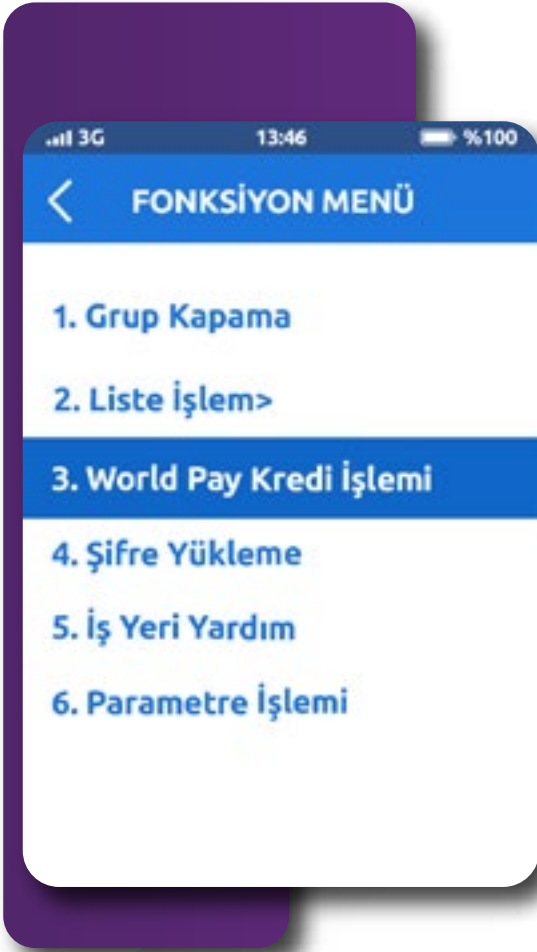 3G 13:46 %100
FONKSİYON MENÜ
1. Grup Kapama
2. Liste İşlem>
3. World Pay Kredi İşlemi
4. Şifre Yükleme
5. İş Yeri Yardım
6. Parametre İşlemi